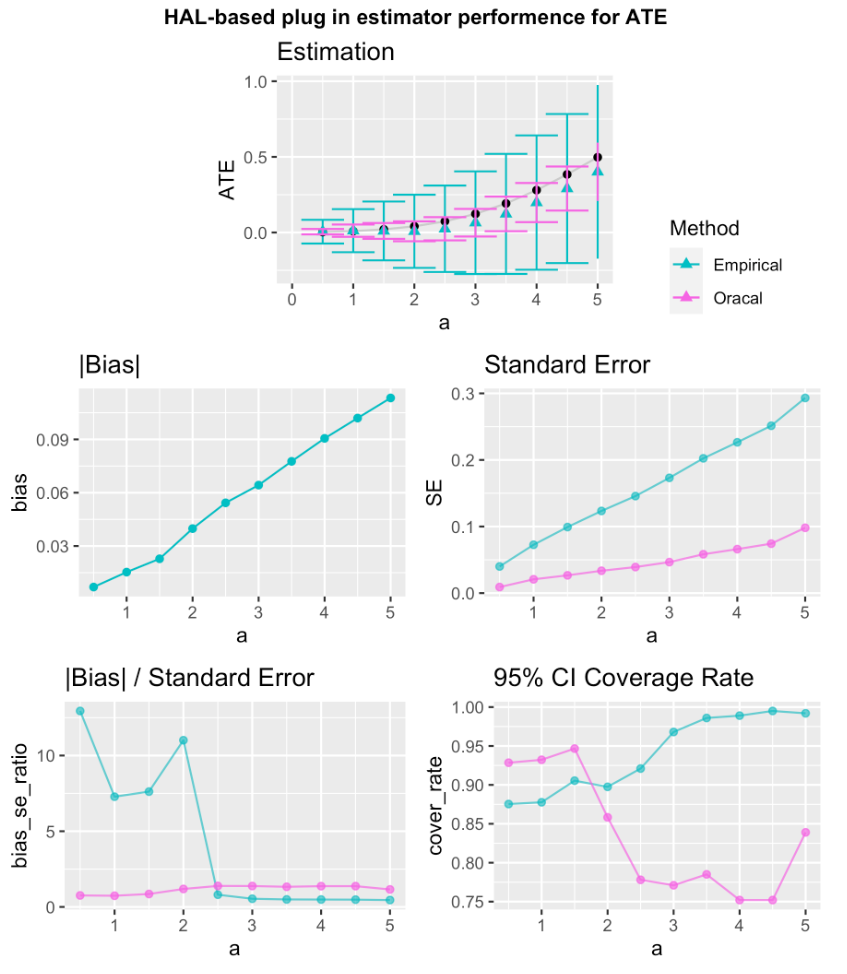 HAL-based plug in estimator performence for ATE
Estimation
1.0
0.5
0.0
ATE
0
1
2
3
4
5
a
Method
Empirical
Oracal
|Bias|
0.09
0.06
0.03
bias
1
2
3
4
5
a
Standard Error
0.3
0.2
0.1
0.0
SE
1
2
3
4
5
a
|Bias| / Standard Error
10
5
0
bias_se_ratio
1
2
3
4
5
a
95% CI Coverage Rate
1.00
0.95
0.90
0.85
0.80
0.75
cover_rate
1
2
3
4
5
a